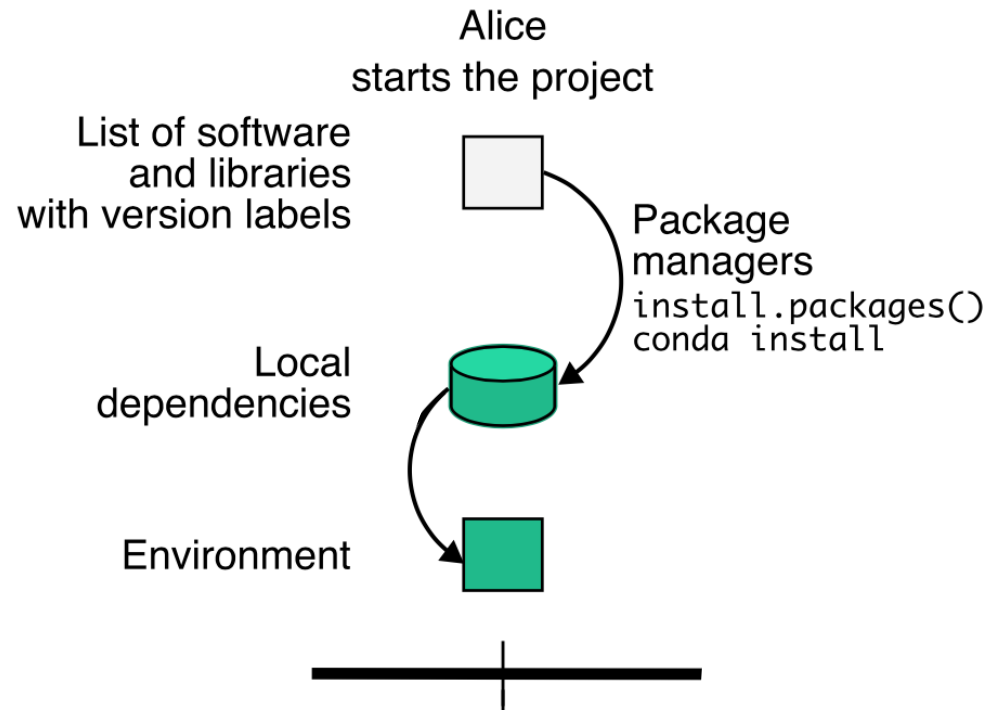 Alice
starts the project
List of software
and libraries
with version labels
Package
managers
install.packages()
conda install
Local
dependencies
Environment